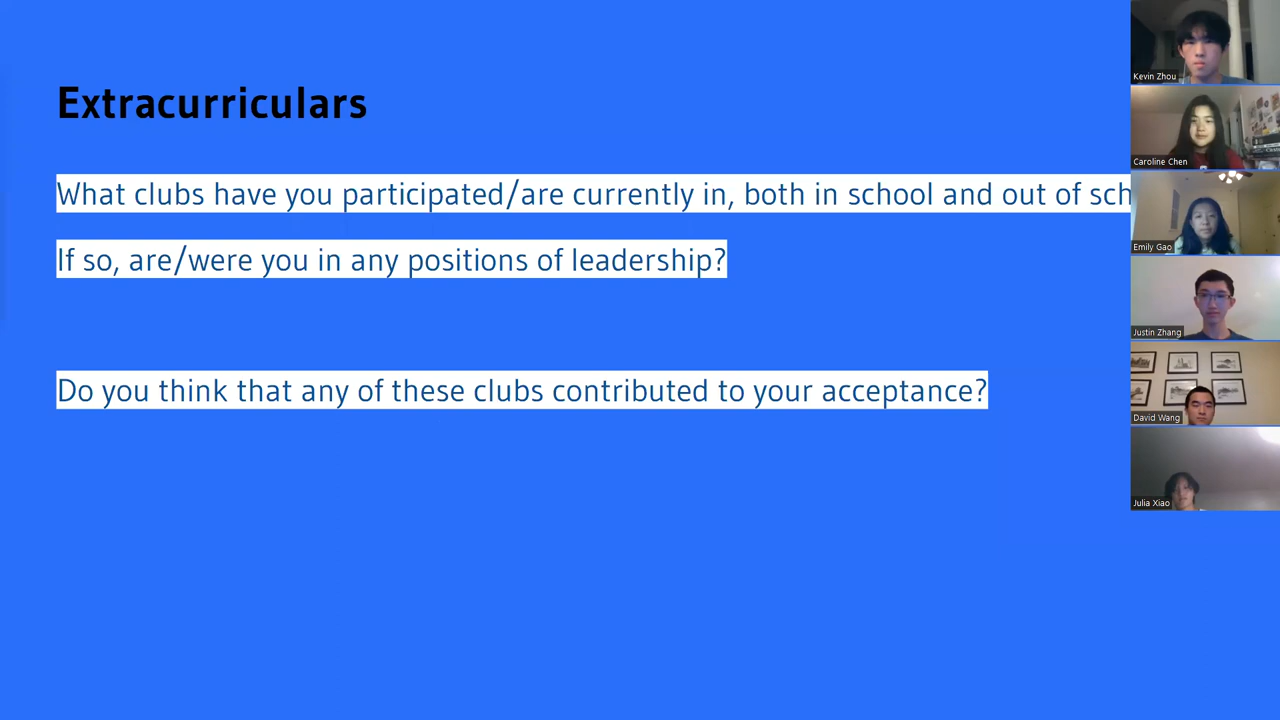 Extracurriculars
What clubs have you participated/are currently in, both in school and out of sch
If so, are/were you in any positions of leadership?
Do you think that any of these clubs contributed to your acceptance?
Kevin Zhou
Caroline Chen
Emily Gao
Justin Zhang
David Wang
Julia Xiao